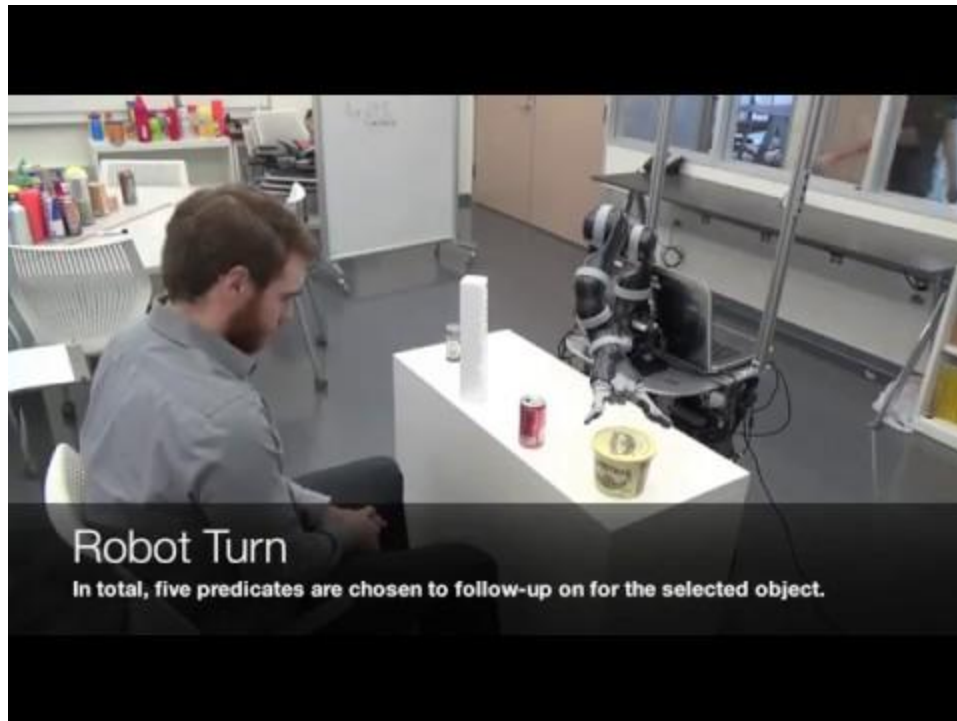 Robot Turn
In total, five predicates are chosen to follow-up on for the selected object.